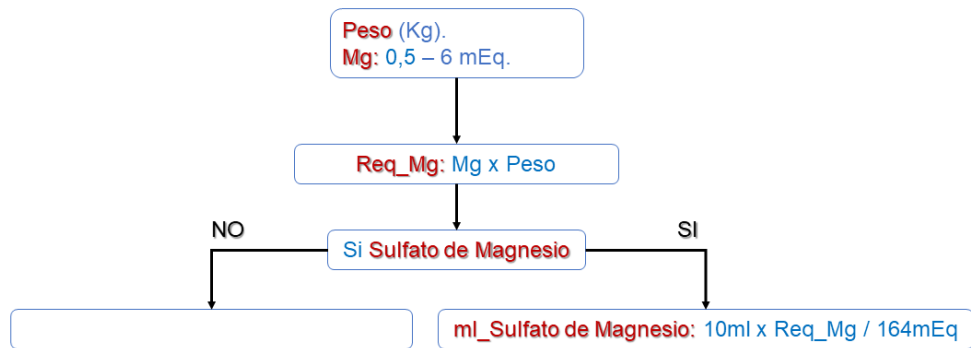 Peso (Kg).
Mg: 0,5 – 6 mEq.
Req_Mg: Mg x Peso
NO
SI
Si Sulfato de Magnesio
ml_Sulfato de Magnesio: 10ml x Req_Mg / 164mEq